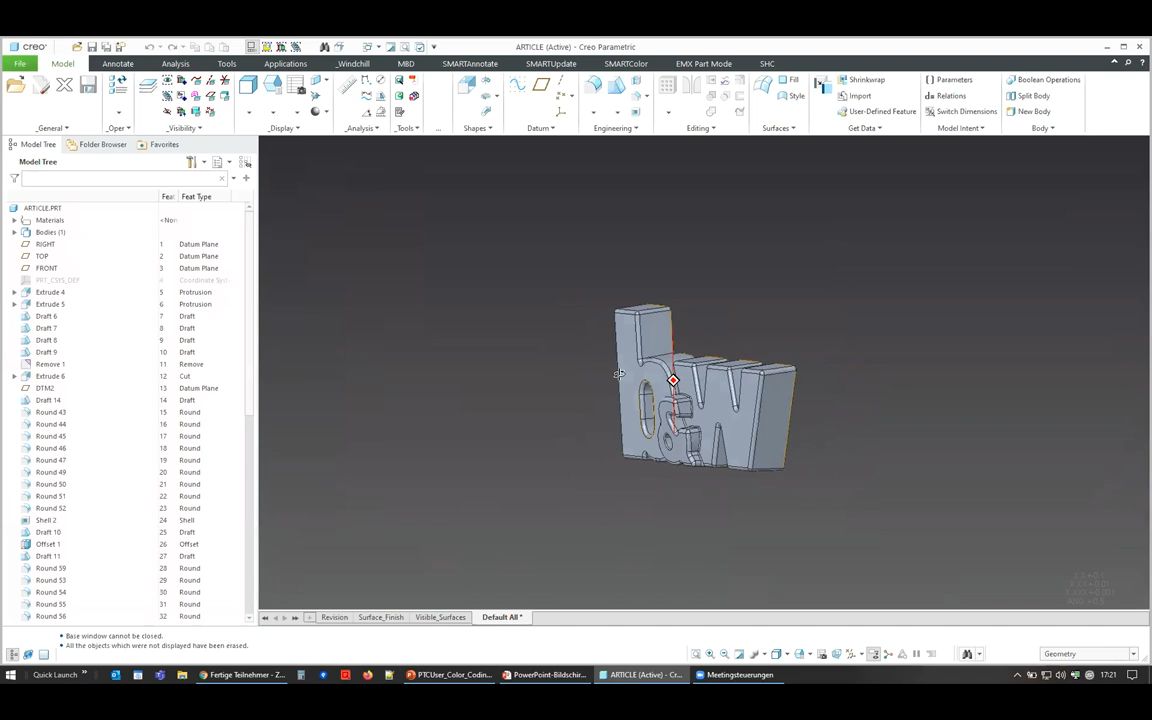 creo
ARTICLE (Active) - Creo Parametric
File Model Annotate Analysis Tools Applications _Windchill MBD SMARTAnnotate SMARTUpdate SMARTColor EMX Part Mode SHC
Fill Shrinkwrap Parameters Boolean Operations
Style Import Relations Split Body
User-Defined Feature Switch Dimensions New Body
_General _Oper _Visibility _Display _Analysis _Tools ... Shapes Datum Engineering Editing Surfaces Get Data Model Intent Body
Model Tree Folder Browser Favorites
Model Tree
Feat Feat Type
ARTICLE.PRT
Materials <Non
Bodies (1)
RIGHT 1 Datum Plane
TOP 2 Datum Plane
FRONT 3 Datum Plane
PRT_CSYS_DEF 4 Coordinate Sys
Extrude 4 5 Protrusion
Extrude 5 6 Protrusion
Draft 6 7 Draft
Draft 7 8 Draft
Draft 8 9 Draft
Draft 9 10 Draft
Remove 1 11 Remove
Extrude 6 12 Cut
DTM2 13 Datum Plane
Draft 14 14 Draft
Round 43 15 Round
Round 44 16 Round
Round 45 17 Round
Round 46 18 Round
Round 47 19 Round
Round 49 20 Round
Round 50 21 Round
Round 51 22 Round
Round 52 23 Round
Shell 2 24 Shell
Draft 10 25 Draft
Offset 1 26 Offset
Draft 11 27 Draft
Round 59 28 Round
Round 53 29 Round
Round 54 30 Round
Round 55 31 Round
Round 56 32 Round
b&W
Revision Surface_Finish Visible_Surfaces Default All *
• Base window cannot be closed.
• All the objects which were not displayed have been erased.
Geometry
Quick Launch » Fertige Teilnehmer - Z... PTCUser_Color_Codin... PowerPoint-Bildschir... ARTICLE (Active) - Cr... Meetingsteuerungen 17:21